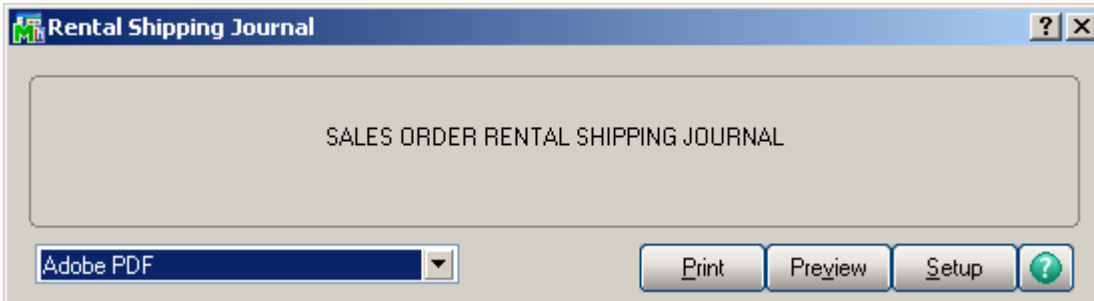 Rental Shipping Journal
SALES ORDER RENTAL SHIPPING JOURNAL
Adobe PDF
Print
Preview
Setup